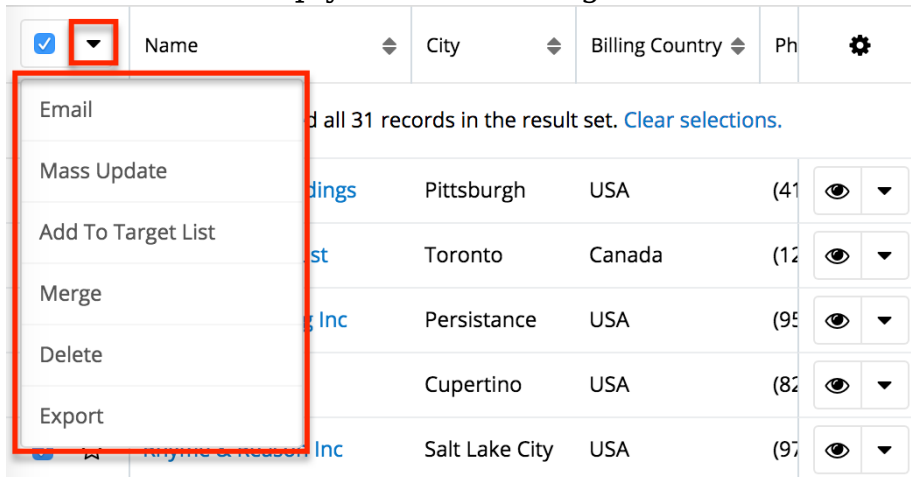 Name City Billing Country Ph
Email
all 31 records in the result set. Clear selections.
Mass Update
Pittsburgh USA (41
Add To Target List
Toronto Canada (12
Merge
Inc Persistance USA (95
Delete
Cupertino USA (82
Export
Rhyme & Reason Inc Salt Lake City USA (97